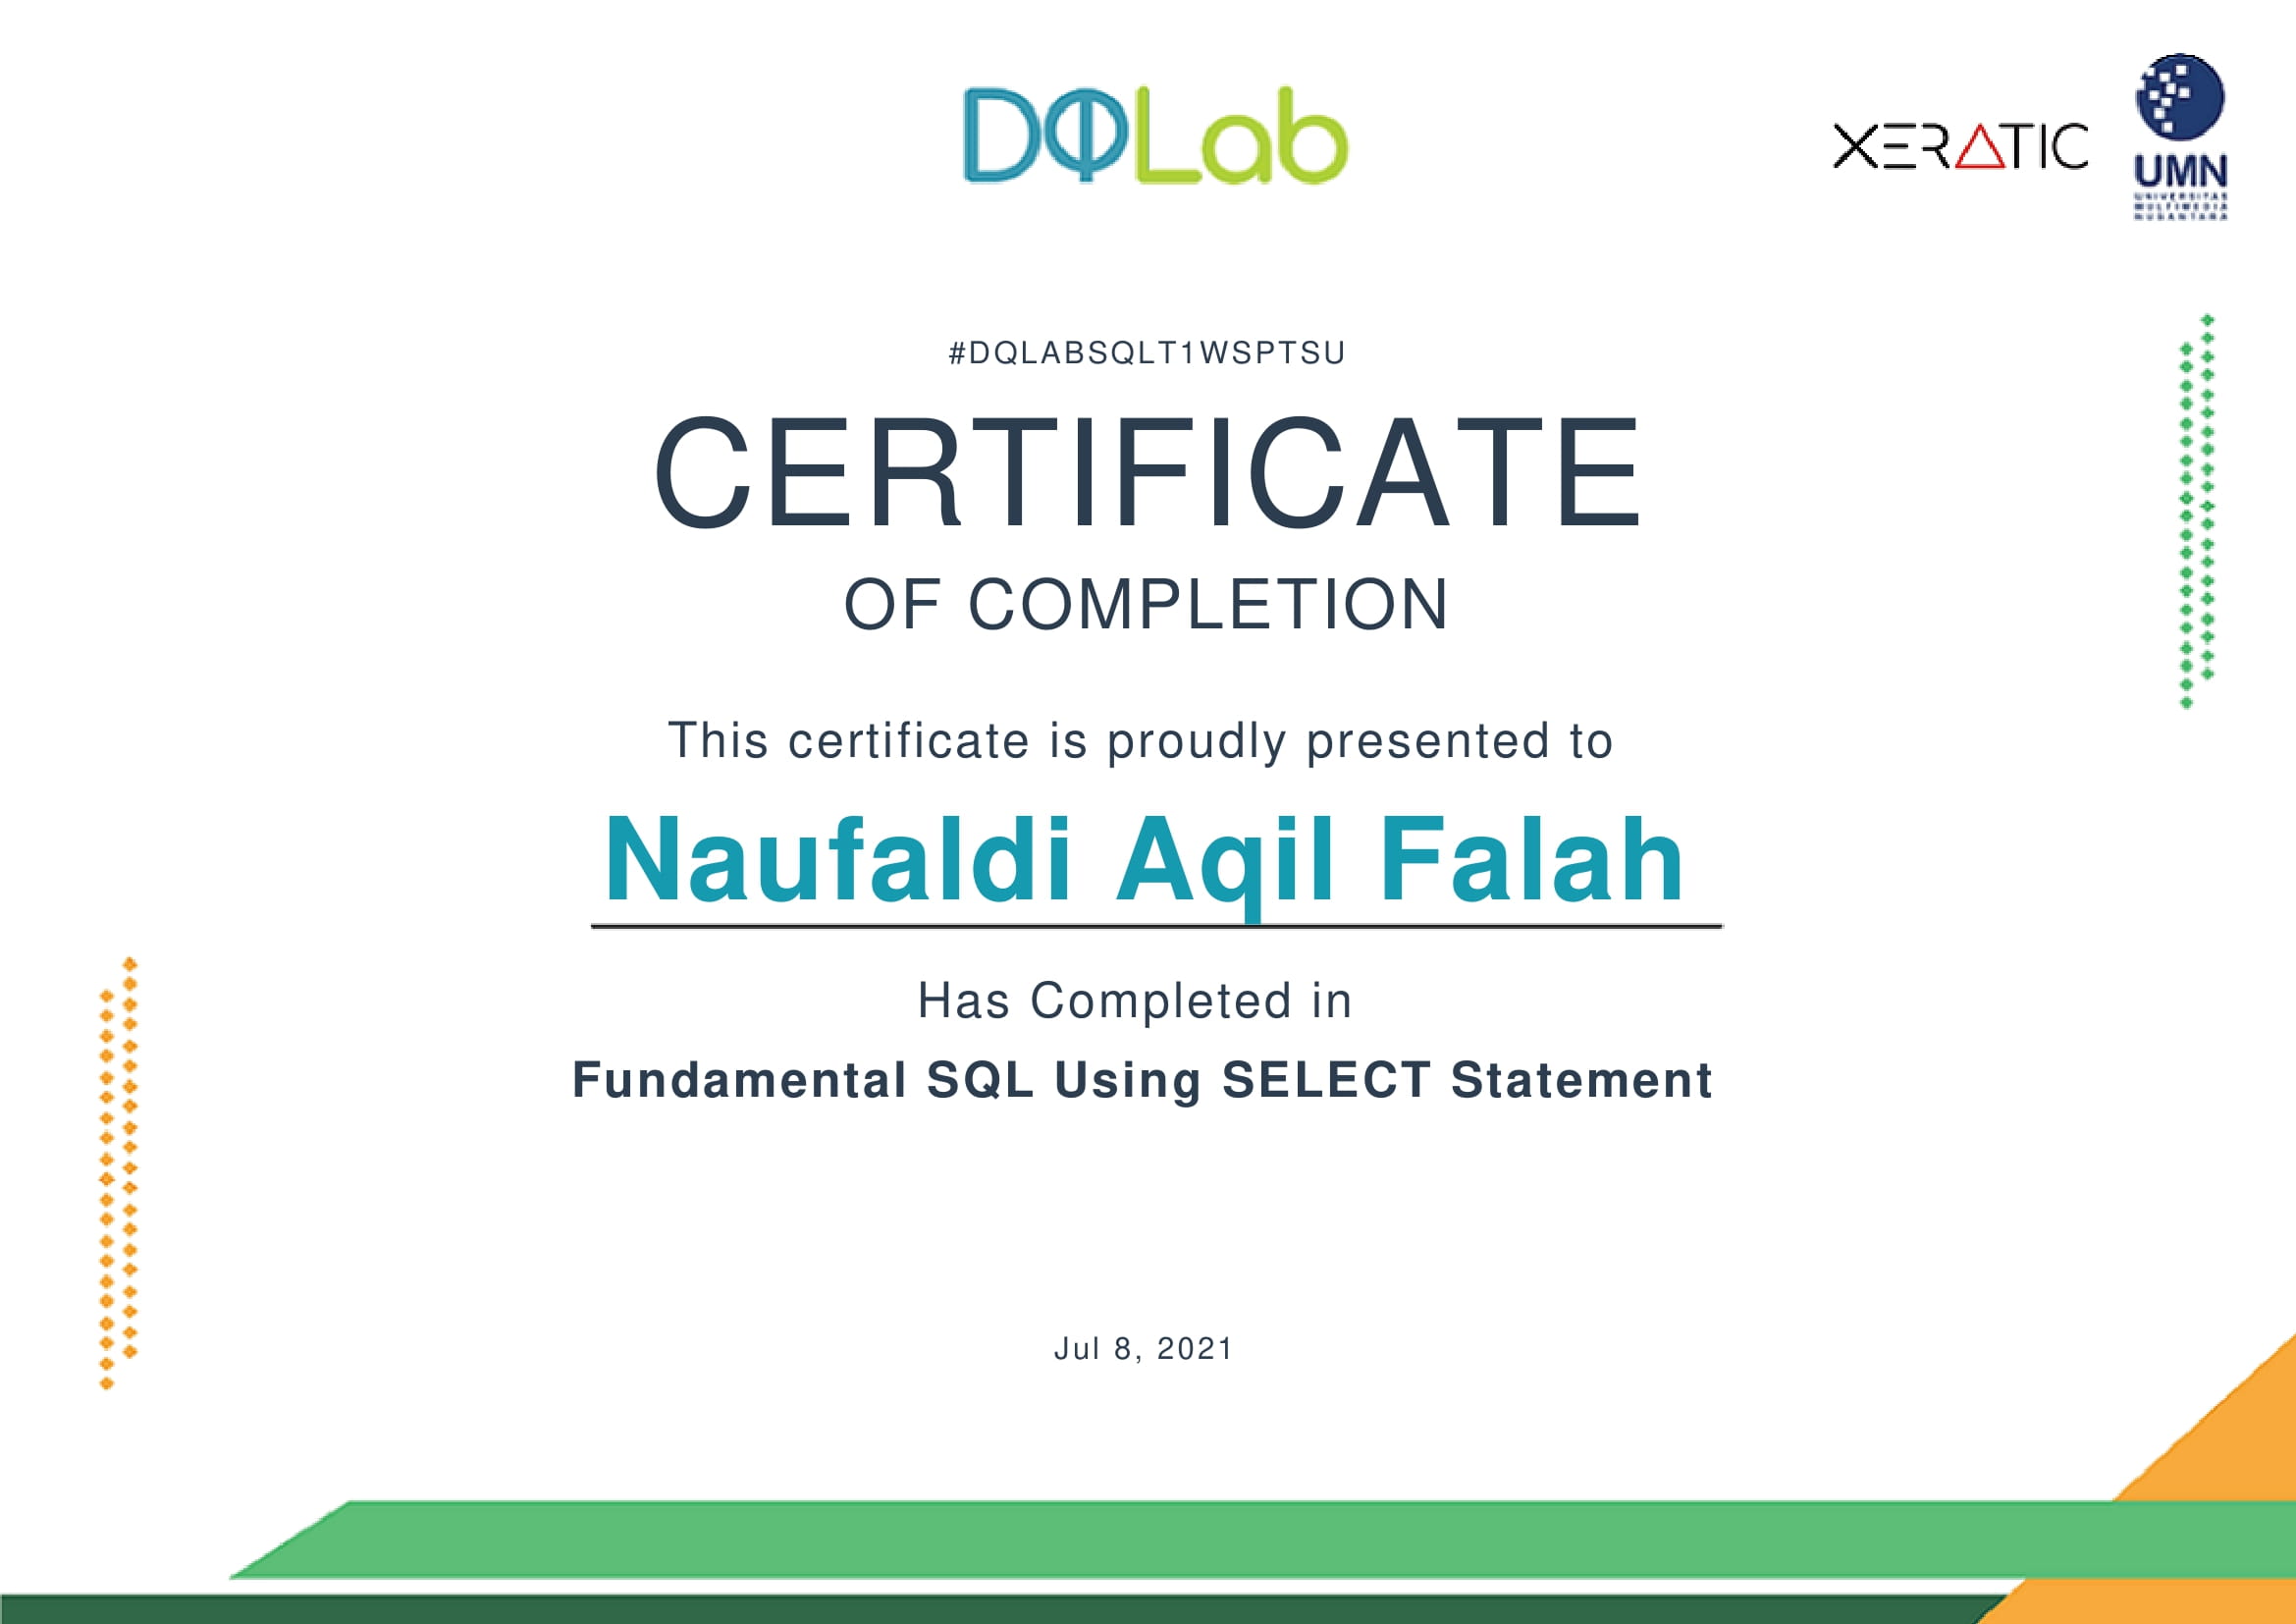 DQLab
XERATIC
UMN
UNIVERSITAS
MULTIMEDIA
NUSANTARA
#DQLABSQLT1WSPTSU
CERTIFICATE
OF COMPLETION
This certificate is proudly presented to
Naufaldi Aqil Falah
Has Completed in
Fundamental SQL Using SELECT Statement
Jul 8, 2021